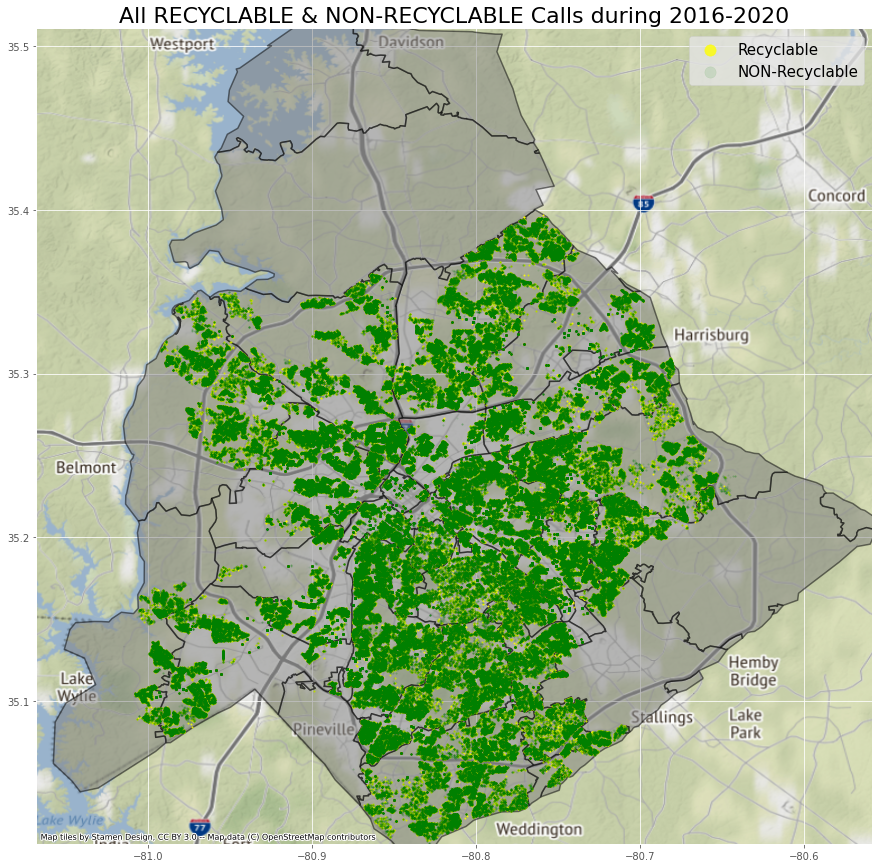 All RECYCLABLE & NON-RECYCLABLE Calls during 2016-2020
Recyclable
NON-Recyclable
Westport
Davidson
35.5
85
Concord
35.4
Harrisburg
35.3
Belmont
35.2
Lake
Wylie
Hemby
Bridge
35.1
Pineville
Stallings
Lake
Park
77
Lake Wylie
Weddington
Map tiles by Stamen Design, CC BY 3.0 -- Map data (C) OpenStreetMap contributors
-81.0
-80.9
-80.8
-80.7
-80.6